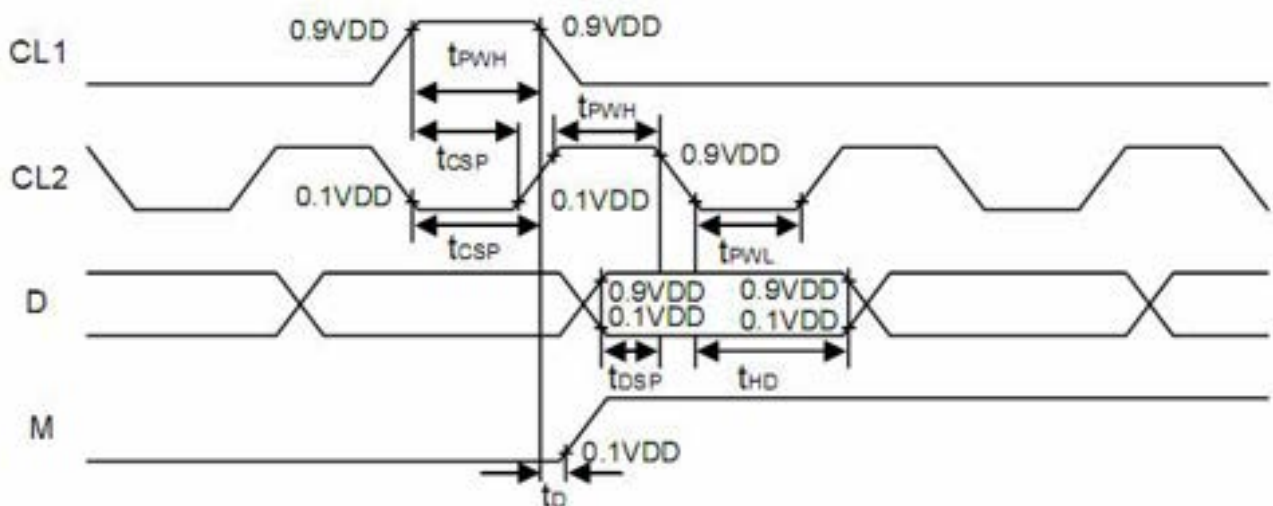 CL1
0.9VDD
0.9VDD
tPWH
tPWH
tCSP
CL2
0.9VDD
0.1VDD
0.1VDD
tCSP
tPWL
D
0.9VDD
0.9VDD
0.1VDD
0.1VDD
tDSP
tHD
M
0.1VDD
tD